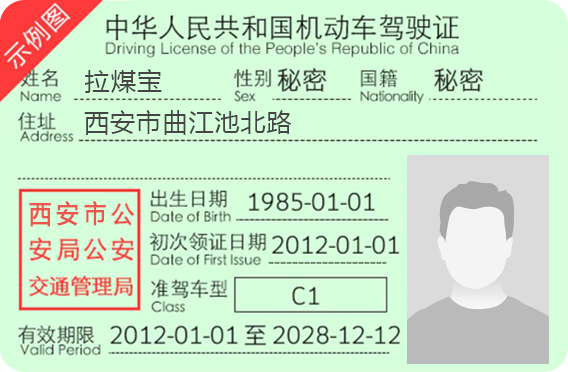 示例图
中华人民共和国机动车驾驶证
Driving License of the People's Republic of China
姓名 拉煤宝 性别 秘密 国籍 秘密
Name Sex Nationality
住址 西安市曲江池北路
Address
西安市公
安局公安
交通管理局
出生日期 1985-01-01
Date of Birth
初次领证日期 2012-01-01
Date of First Issue
准驾车型 C1
Class
有效期限 2012-01-01 至 2028-12-12
Valid Period